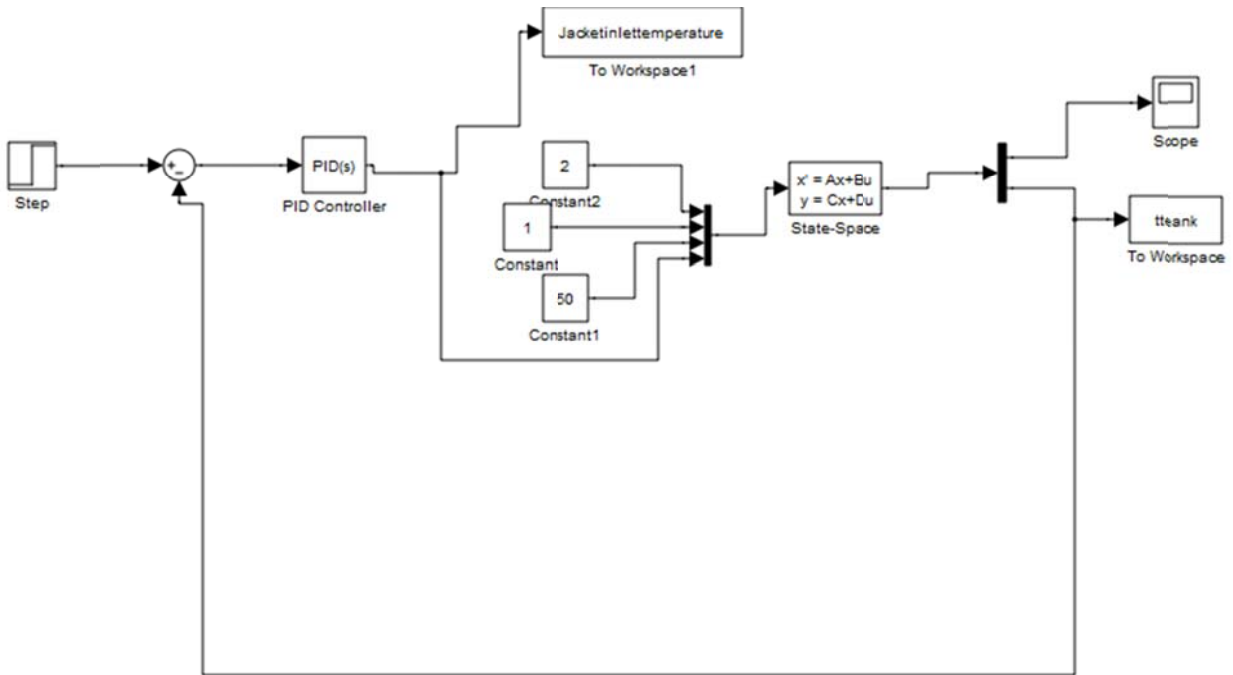 Jacketinlettemperature
To Workspace1
Step
PID(s)
PID Controller
2
Constant2
1
Constant
50
Constant1
x' = Ax+Bu
y = Cx+Du
State-Space
Scope
tteank
To Workspace